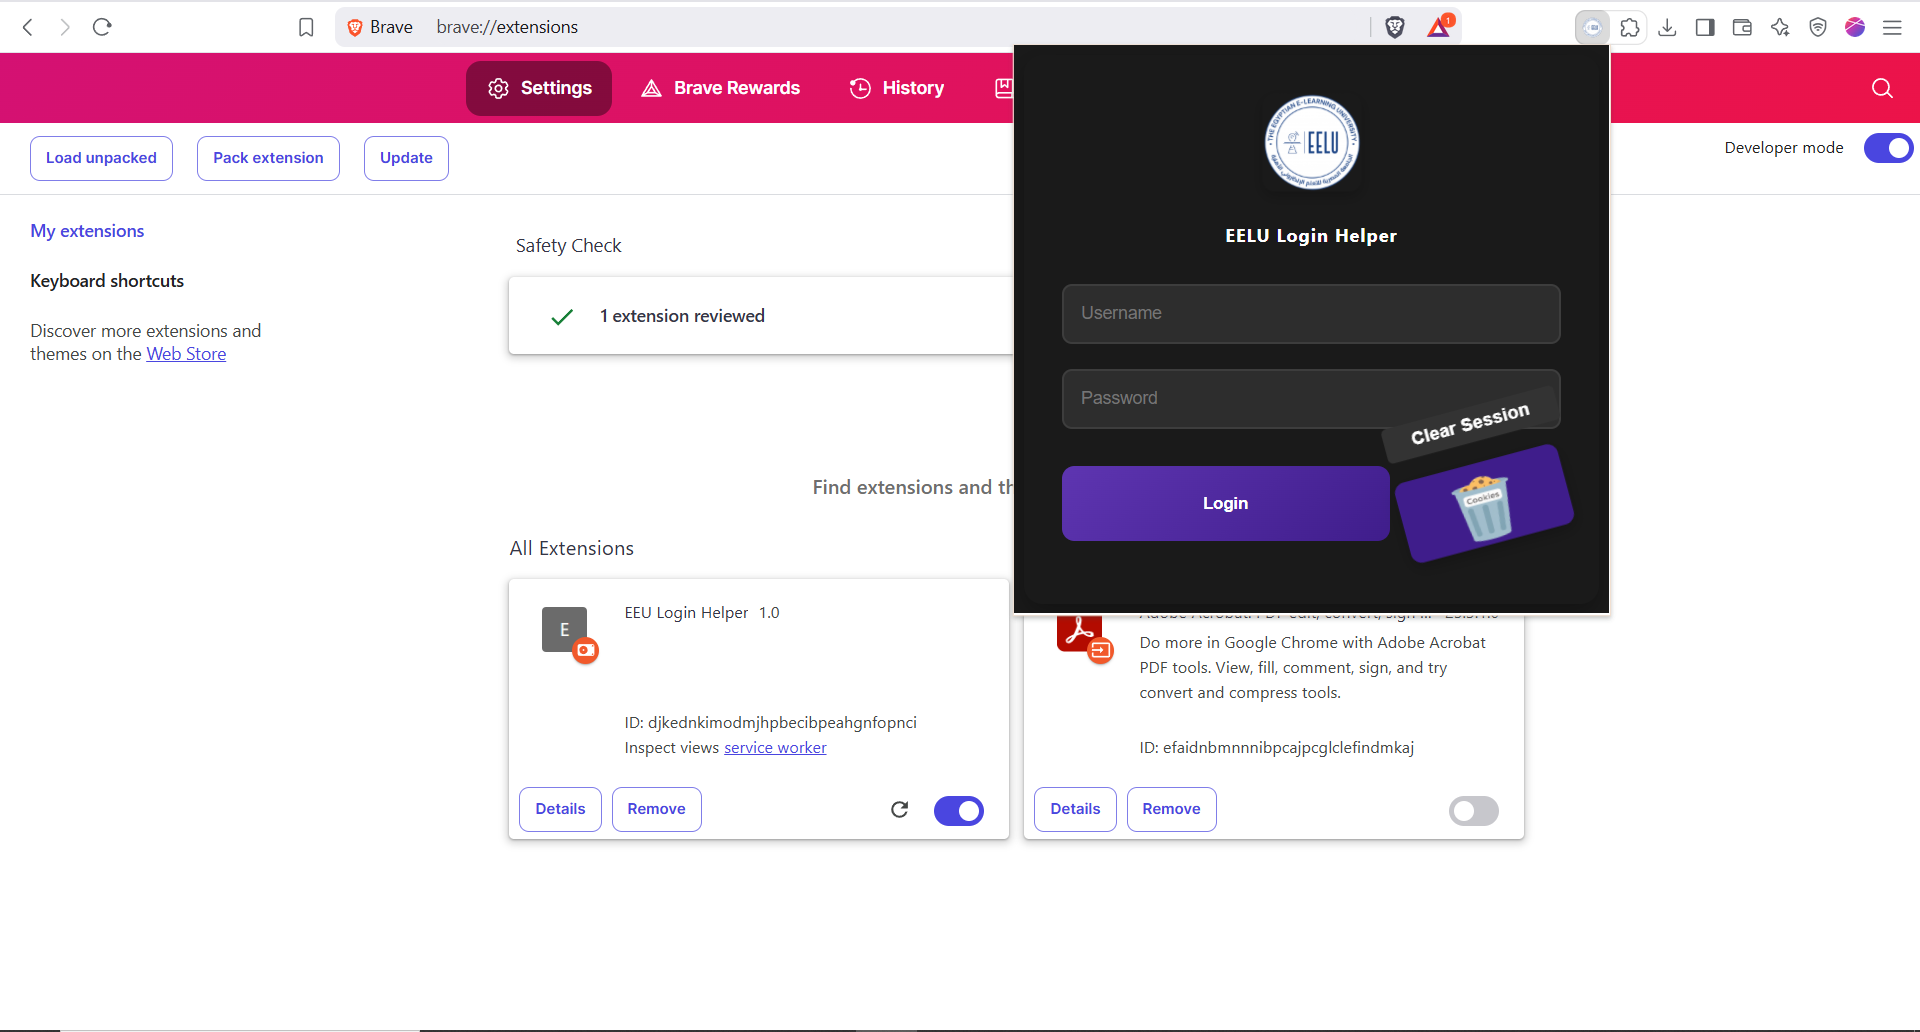 Brave brave://extensions
1
Settings
Brave Rewards
History
Load unpacked
Pack extension
Update
Developer mode
My extensions
Keyboard shortcuts
Discover more extensions and
themes on the Web Store
Safety Check
1 extension reviewed
Find extensions and th
All Extensions
E
EEU Login Helper 1.0
ID: djkednkimodmjhpbecibpeahgnfopnci
Inspect views service worker
Details
Remove
Do more in Google Chrome with Adobe Acrobat
PDF tools. View, fill, comment, sign, and try
convert and compress tools.
ID: efaidnbmnnnibpcajpcglclefindmkaj
Details
Remove
THE EGYPTIAN E-LEARNING UNIVERSITY
EELU
EELU Login Helper
Username
Password
Clear Session
Login
Cookies